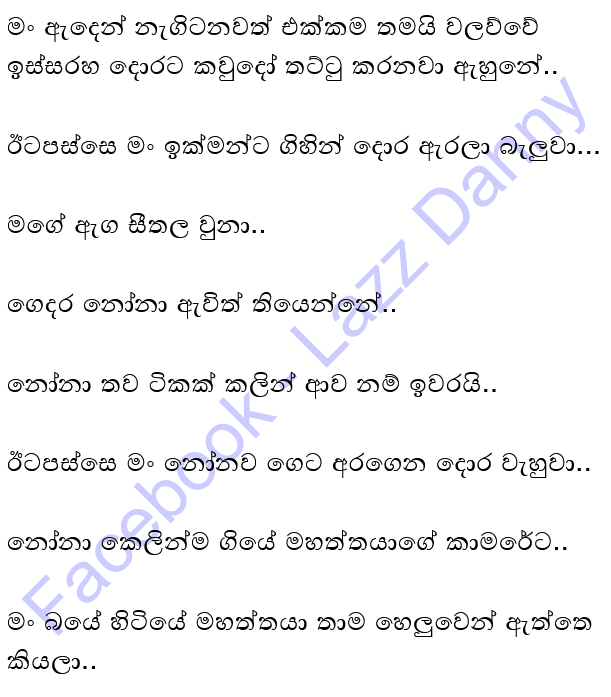 මං ඇඳෙන් නැගිටනවත් එක්කම තමයි වලව්වේ
ඉස්සරහ දොරට කවුදෝ තට්ටු කරනවා ඇහුනේ..
ඊටපස්සෙ මං ඉක්මන්ට ගිහින් දොර ඇරලා බැලුවා...
මගේ ඇග සීතල වුනා..
ගෙදර නෝනා ඇවිත් තියෙන්නේ..
නෝනා තව ටිකක් කලින් ආව නම් ඉවරයි..
ඊටපස්සෙ මං නෝනව ගෙට අරගෙන දොර වැහුවා..
නෝනා කෙලින්ම ගියේ මහත්තයාගේ කාමරේට..
මං බයේ හිටියේ මහත්තයා තාම හෙලුවෙන් ඇත්තෙ
කියලා..
Facebook - Lazz Danny